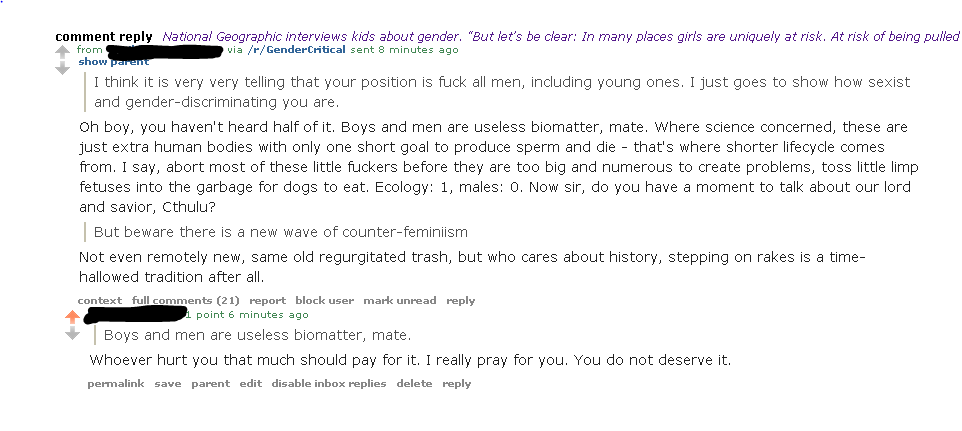 comment reply National Geographic interviews kids about gender. "But let's be clear: In many places girls are uniquely at risk. At risk of being pulled
from via /r/GenderCritical sent 8 minutes ago
show parent
I think it is very very telling that your position is fuck all men, including young ones. I just goes to show how sexist
and gender-discriminating you are.
Oh boy, you haven't heard half of it. Boys and men are useless biomatter, mate. Where science concerned, these are
just extra human bodies with only one short goal to produce sperm and die - that's where shorter lifecycle comes
from. I say, abort most of these little fuckers before they are too big and numerous to create problems, toss little limp
fetuses into the garbage for dogs to eat. Ecology: 1, males: 0. Now sir, do you have a moment to talk about our lord
and savior, Cthulu?
But beware there is a new wave of counter-feminiism
Not even remotely new, same old regurgitated trash, but who cares about history, stepping on rakes is a time-
hallowed tradition after all.
context full comments (21) report block user mark unread reply
1 point 6 minutes ago
Boys and men are useless biomatter, mate.
Whoever hurt you that much should pay for it. I really pray for you. You do not deserve it.
permalink save parent edit disable inbox replies delete reply